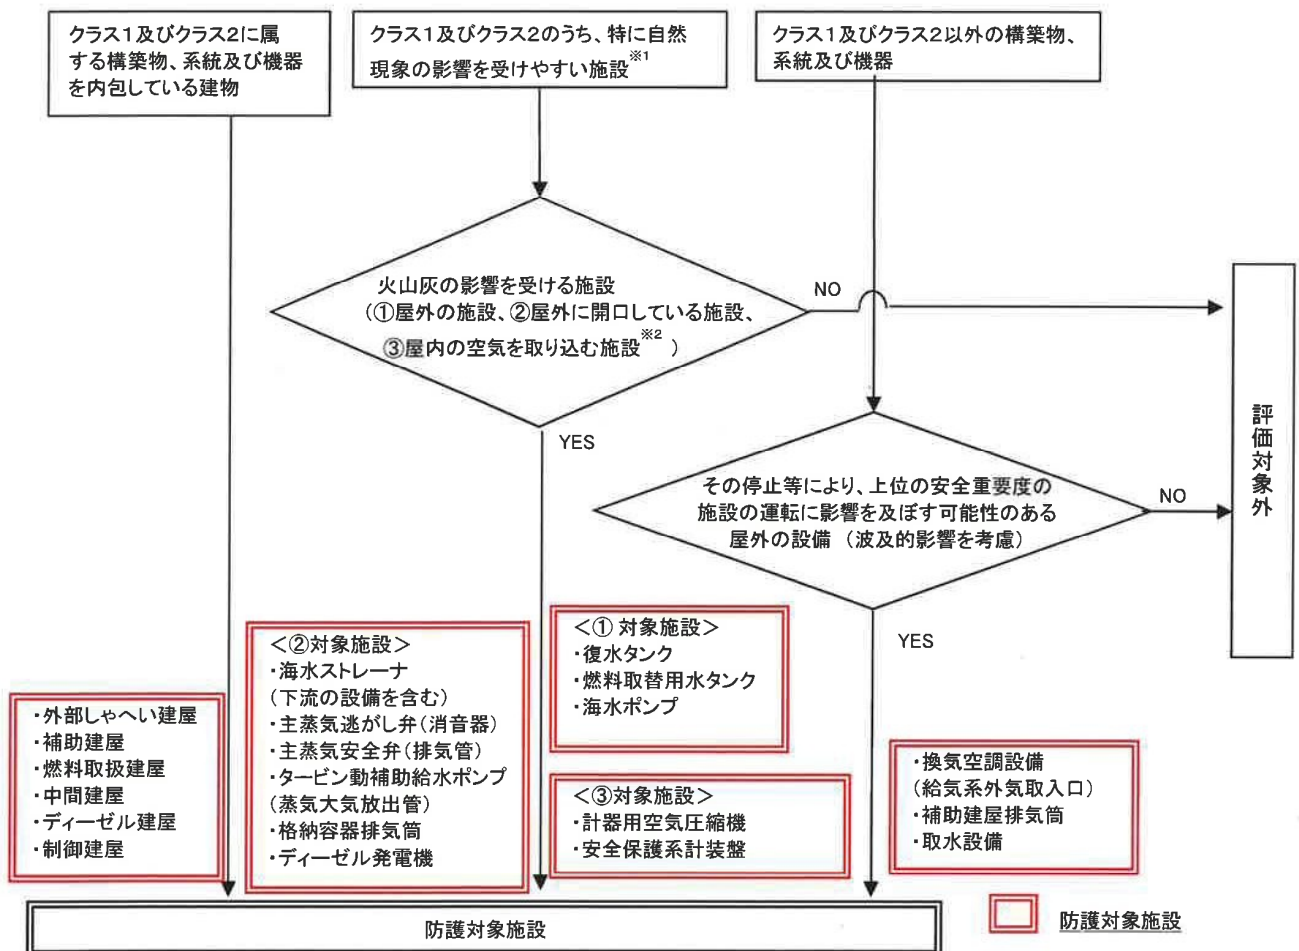 クラス1及びクラス2に属
する構築物、系統及び機器
を内包している建物
クラス1及びクラス2のうち、特に自然
現象の影響を受けやすい施設※1
クラス1及びクラス2以外の構築物、
系統及び機器
火山灰の影響を受ける施設
(①屋外の施設、②屋外に開口している施設、
③屋内の空気を取り込む施設※2 )
NO
YES
その停止等により、上位の安全重要度の
施設の運転に影響を及ぼす可能性のある
屋外の設備 (波及的影響を考慮)
NO
YES
評価対象外
・外部しゃへい建屋
・補助建屋
・燃料取扱建屋
・中間建屋
・ディーゼル建屋
・制御建屋
<②対象施設>
・海水ストレーナ
(下流の設備を含む)
・主蒸気逃がし弁(消音器)
・主蒸気安全弁(排気管)
・タービン動補助給水ポンプ
(蒸気大気放出管)
・格納容器排気筒
・ディーゼル発電機
<① 対象施設>
・復水タンク
・燃料取替用水タンク
・海水ポンプ
<③対象施設>
・計器用空気圧縮機
・安全保護系計装盤
・換気空調設備
(給気系外気取入口)
・補助建屋排気筒
・取水設備
防護対象施設
防護対象施設